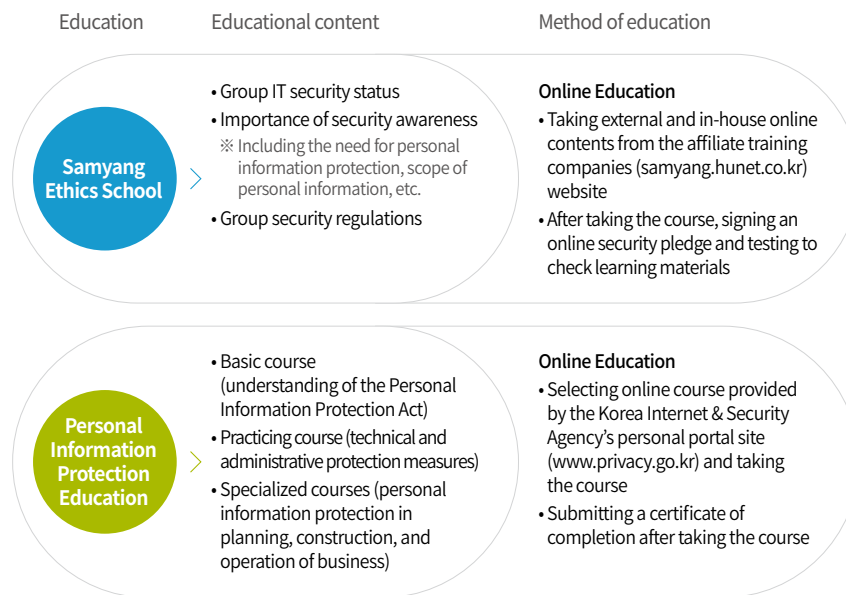 Education
Educational content
Method of education
Samyang
Ethics School
• Group IT security status
• Importance of security awareness
※ Including the need for personal
information protection, scope of
personal information, etc.
• Group security regulations
Online Education
• Taking external and in-house online
contents from the affiliate training
companies (samyang.hunet.co.kr)
website
• After taking the course, signing an
online security pledge and testing to
check learning materials
Personal
Information
Protection
Education
• Basic course
(understanding of the Personal
Information Protection Act)
• Practicing course (technical and
administrative protection measures)
• Specialized courses (personal
information protection in
planning, construction, and
operation of business)
Online Education
• Selecting online course provided
by the Korea Internet & Security
Agency’s personal portal site
(www.privacy.go.kr) and taking
the course
• Submitting a certificate of
completion after taking the course